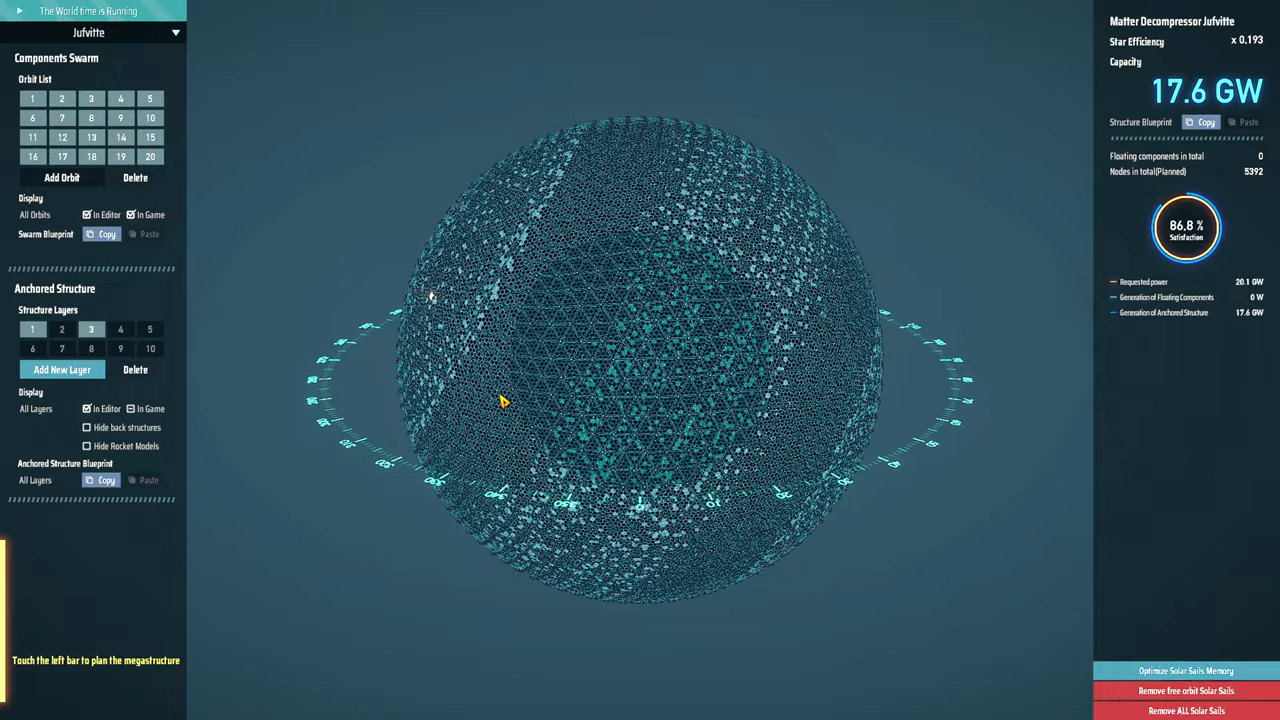 The World time is Running
Jufvitte
Components Swarm
Orbit List
1 2 3 4 5
6 7 8 9 10
11 12 13 14 15
16 17 18 19 20
Add Orbit Delete
Display
All Orbits In Editor In Game
Swarm Blueprint Copy Paste
Anchored Structure
Structure Layers
1 2 3 4 5
6 7 8 9 10
Add New Layer Delete
Display
All Layers In Editor In Game
Hide back structures
Hide Rocket Models
Anchored Structure Blueprint
All Layers Copy Paste
Touch the left bar to plan the megastructure
0
10
350
Matter Decompressor Jufvitte
Star Efficiency x 0.193
Capacity
17.6 GW
Structure Blueprint Copy Paste
Floating components in total 0
Nodes in total(Planned) 5392
86,8 %
Satisfaction
Requested power 20.1 GW
Generation of Floating Components 0 W
Generation of Anchored Structure 17.6 GW
Optimize Solar Sails Memory
Remove free orbit Solar Sails
Remove ALL Solar Sails